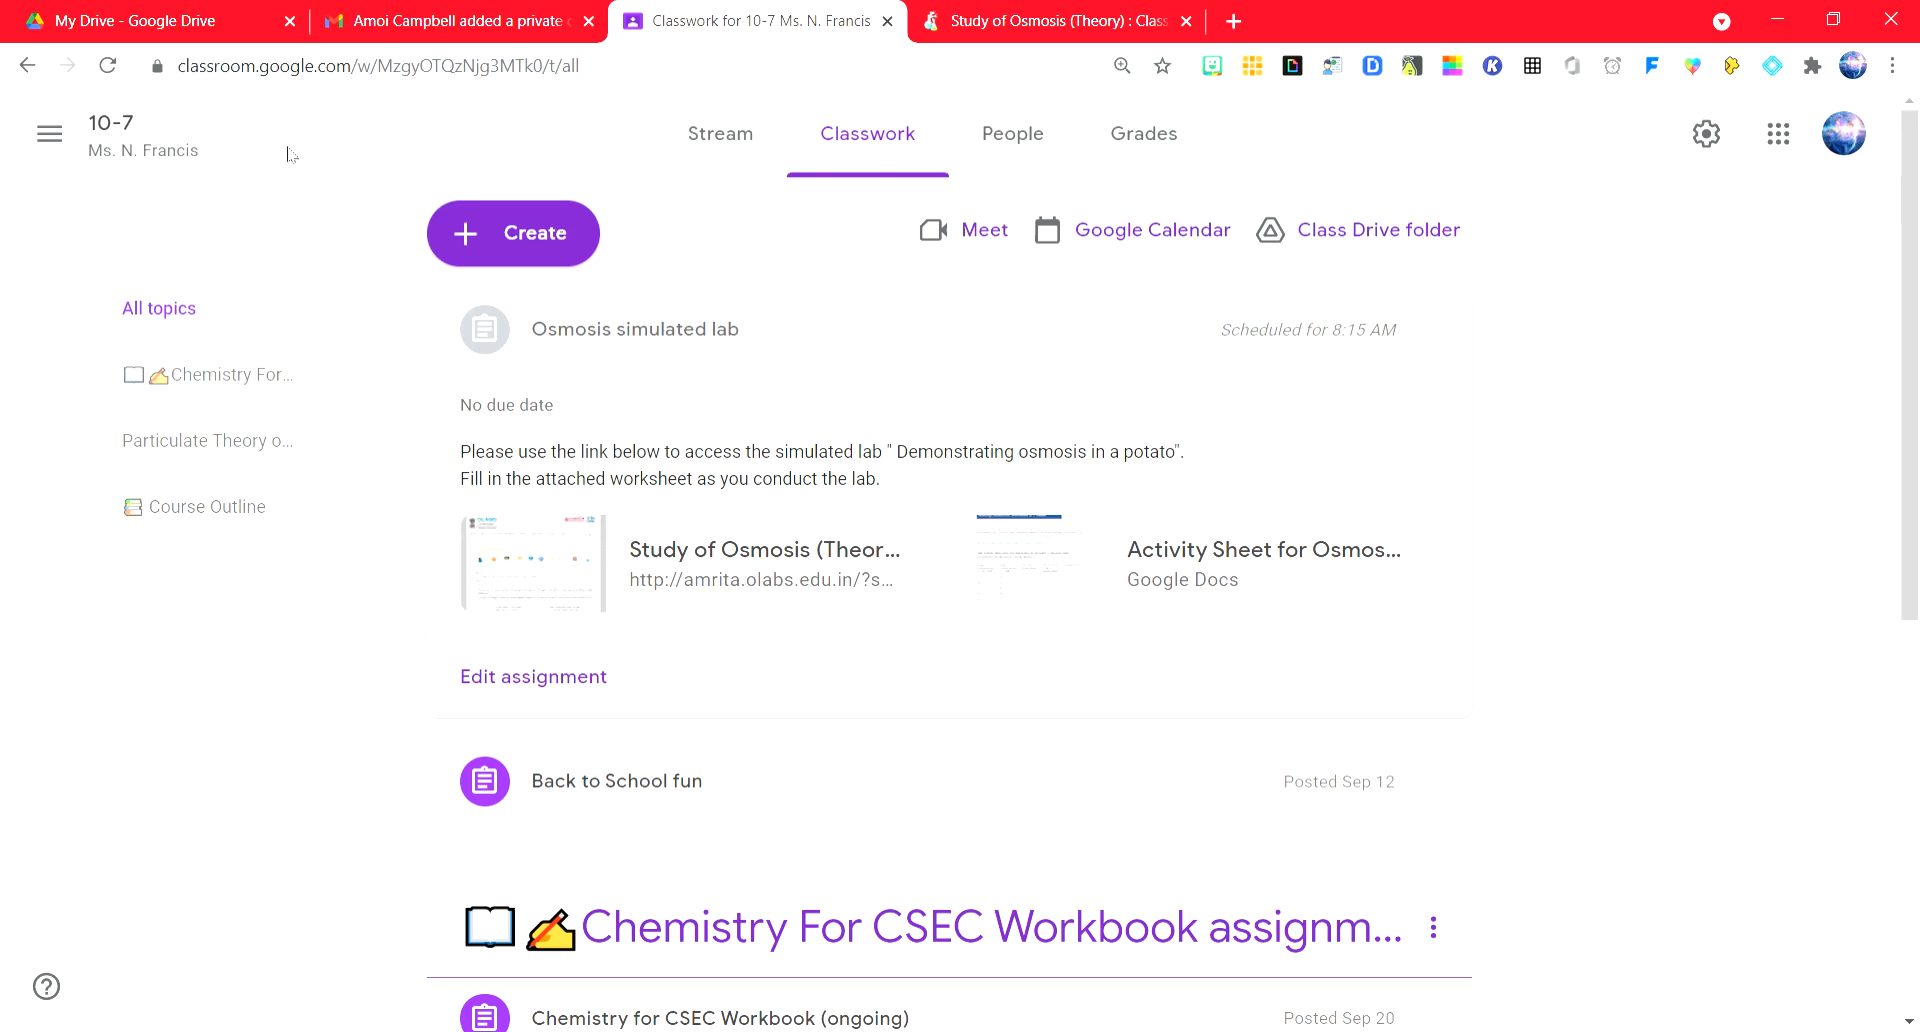 My Drive - Google Drive
Amoi Campbell added a private
Classwork for 10-7 Ms. N. Francis
Study of Osmosis (Theory) : Class
classroom.google.com/w/MzgyOTQzNjg3MTk0/t/all
10-7
Ms. N. Francis
Stream
Classwork
People
Grades
Create
Meet
Google Calendar
Class Drive folder
All topics
Chemistry For...
Particulate Theory o...
Course Outline
Osmosis simulated lab
Scheduled for 8:15 AM
No due date
Please use the link below to access the simulated lab " Demonstrating osmosis in a potato".
Fill in the attached worksheet as you conduct the lab.
Study of Osmosis (Theor...
http://amrita.olabs.edu.in/?s...
Activity Sheet for Osmos...
Google Docs
Edit assignment
Back to School fun
Posted Sep 12
Chemistry For CSEC Workbook assignm...
Chemistry for CSEC Workbook (ongoing)
Posted Sep 20